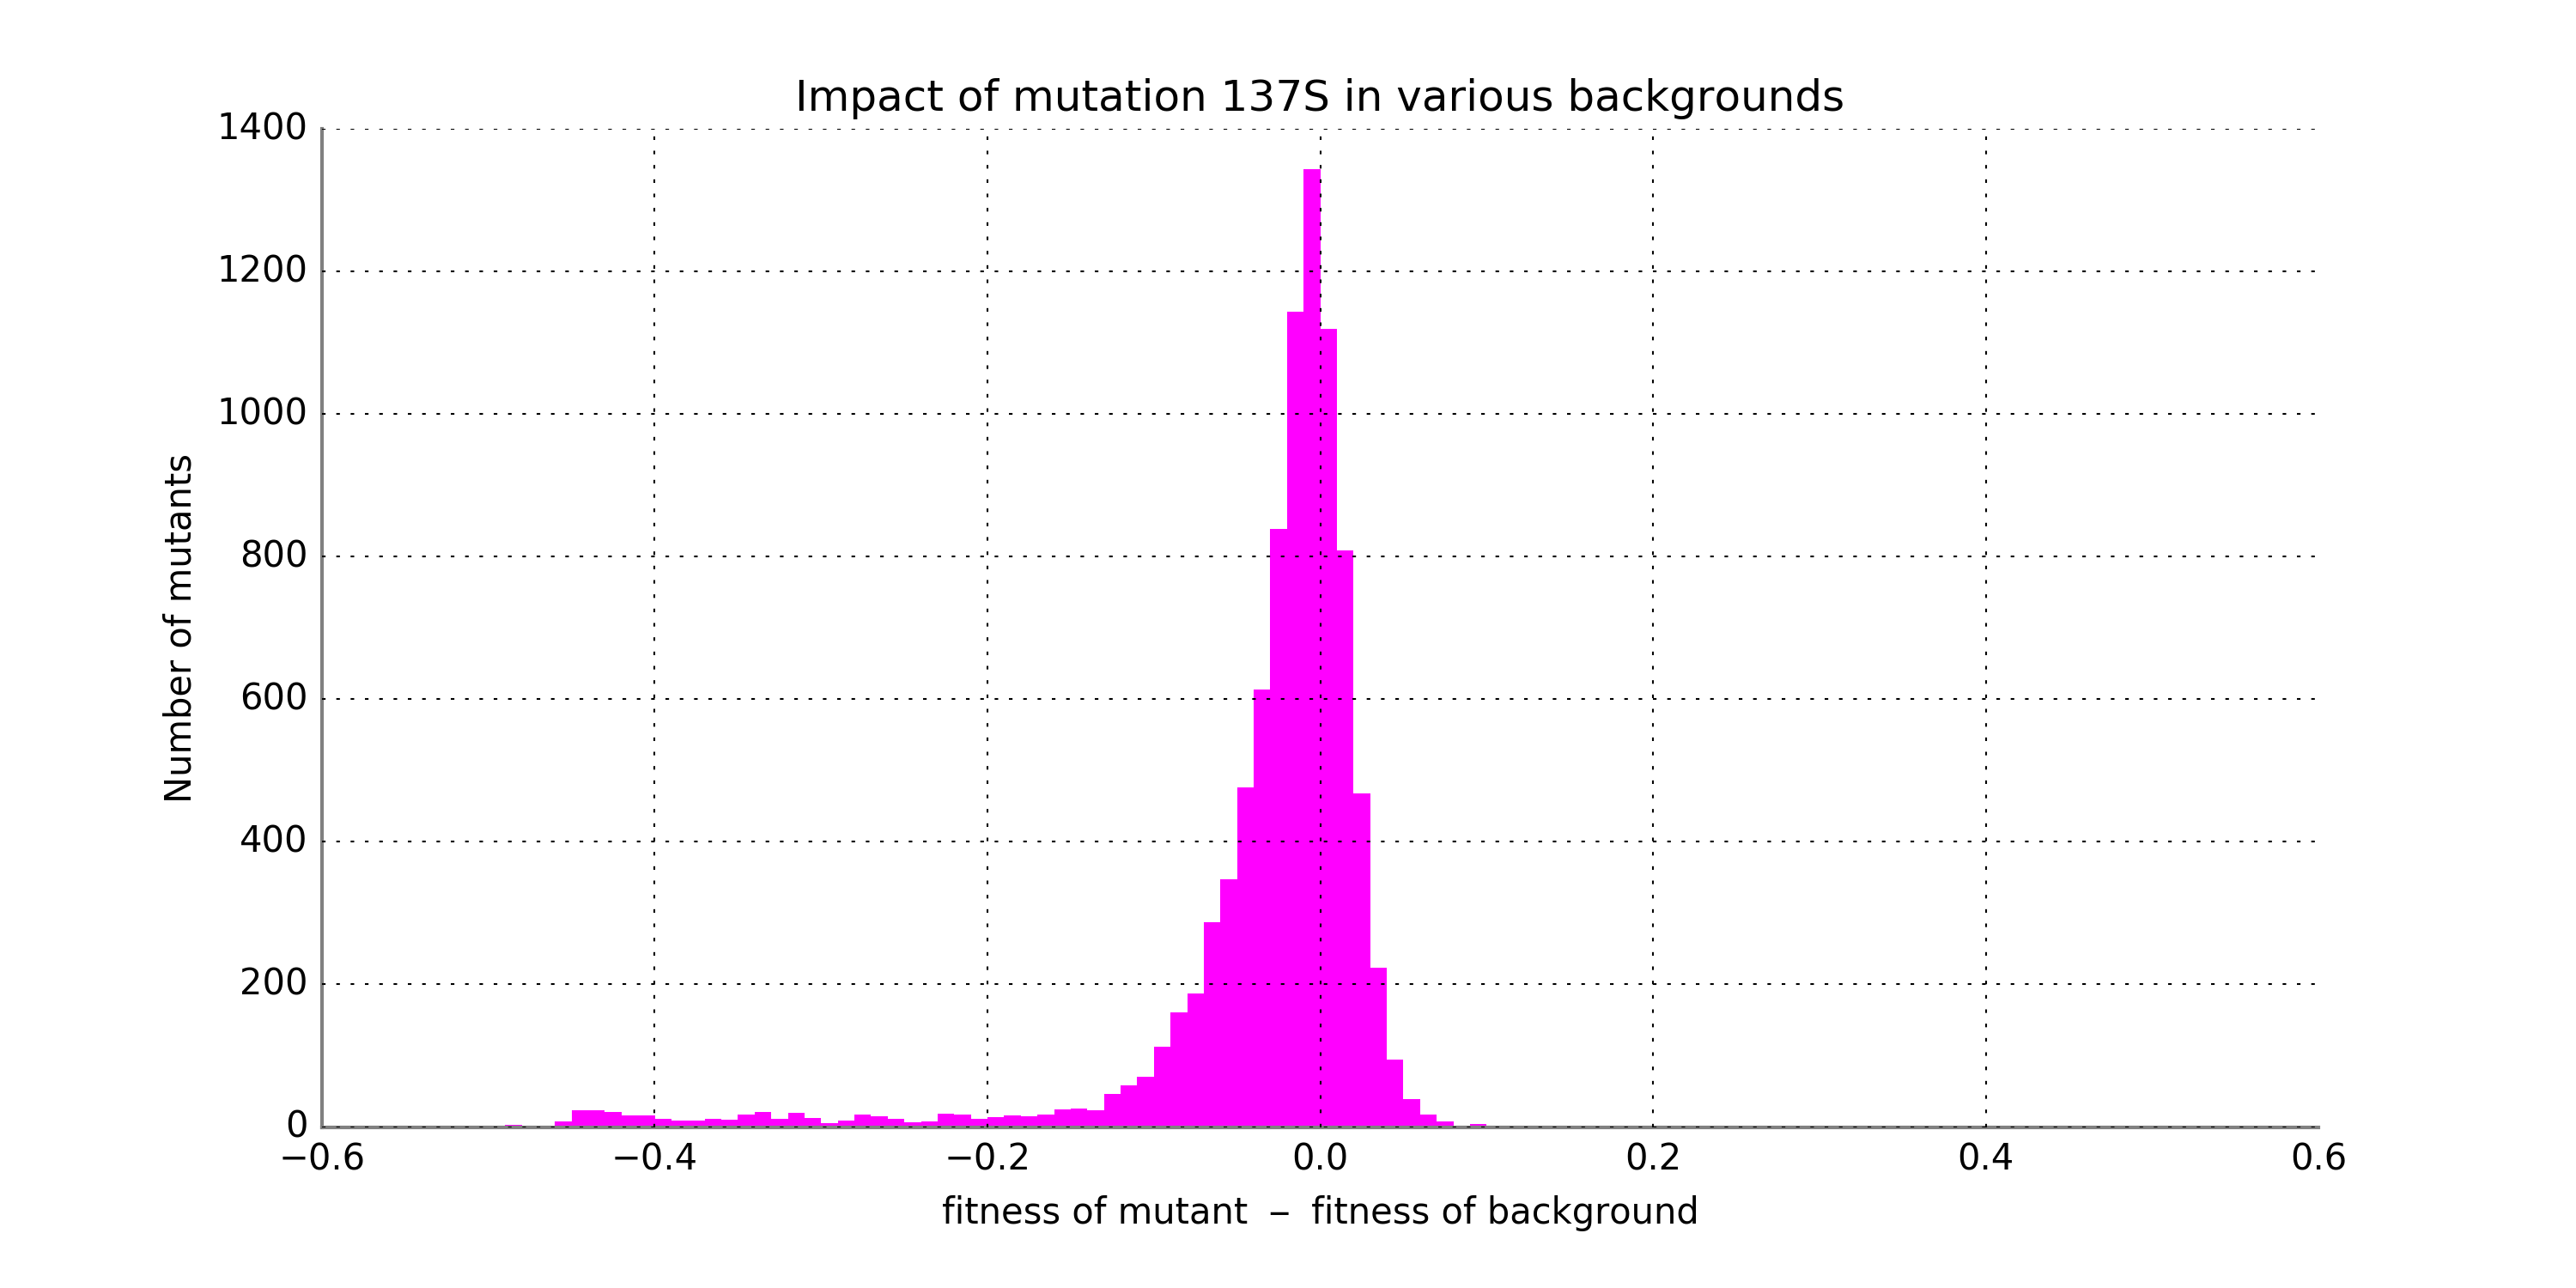 Impact of mutation 137S in various backgrounds
1400
1200
1000
800
600
400
200
0
Number of mutants
−0.6 −0.4 −0.2 0.0 0.2 0.4 0.6
fitness of mutant − fitness of background